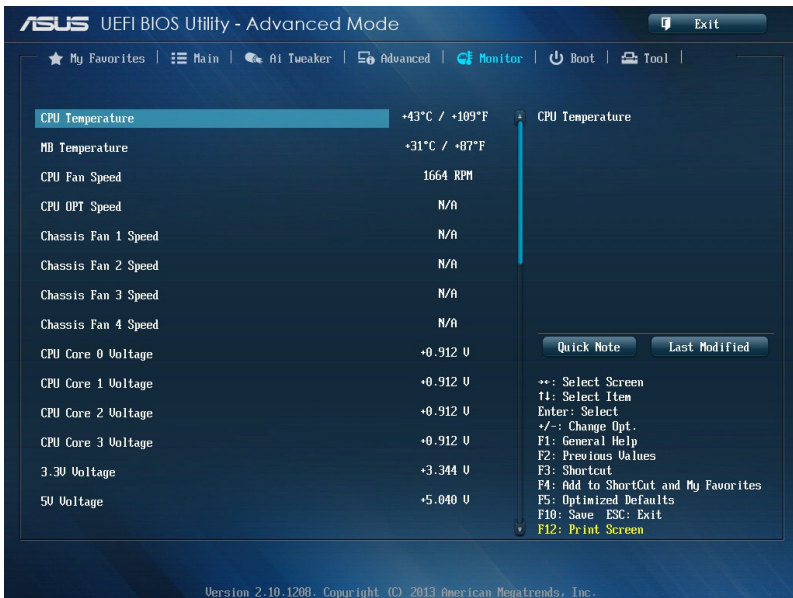 ASUS UEFI BIOS Utility - Advanced Mode
Exit
My Favorites | Main | Ai Tweaker | Advanced | Monitor | Boot | Tool |
CPU Temperature +43°C / +109°F
MB Temperature +31°C / +87°F
CPU Fan Speed 1664 RPM
CPU OPT Speed N/A
Chassis Fan 1 Speed N/A
Chassis Fan 2 Speed N/A
Chassis Fan 3 Speed N/A
Chassis Fan 4 Speed N/A
CPU Core 0 Voltage +0.912 V
CPU Core 1 Voltage +0.912 V
CPU Core 2 Voltage +0.912 V
CPU Core 3 Voltage +0.912 V
3.3V Voltage +3.344 V
5V Voltage +5.040 V
CPU Temperature
Quick Note
Last Modified
→←: Select Screen
↑↓: Select Item
Enter: Select
+/-: Change Opt.
F1: General Help
F2: Previous Values
F3: Shortcut
F4: Add to ShortCut and My Favorites
F5: Optimized Defaults
F10: Save ESC: Exit
F12: Print Screen
Version 2.10.1208. Copyright (C) 2013 American Megatrends, Inc.